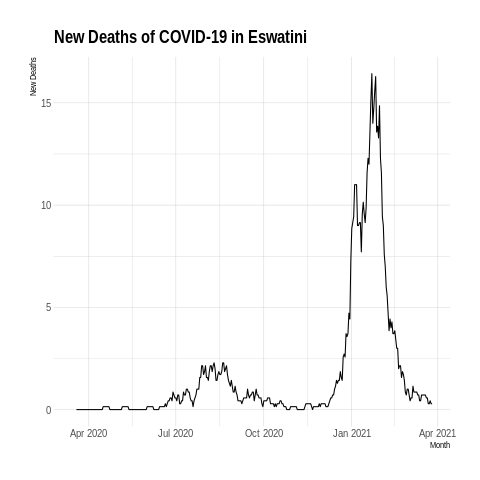 New Deaths of COVID-19 in Eswatini
New Deaths
15
10
5
0
Apr 2020 Jul 2020 Oct 2020 Jan 2021 Apr 2021
Month